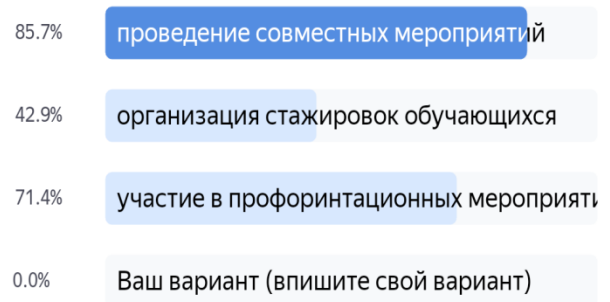 85.7% проведение совместных мероприятий
42.9% организация стажировок обучающихся
71.4% участие в профоринтационных мероприяти
0.0% Ваш вариант (впишите свой вариант)